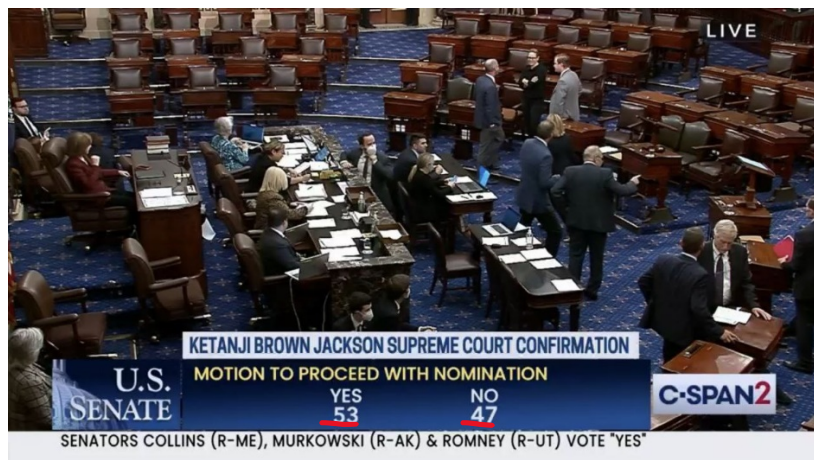 LIVE
KETANJI BROWN JACKSON SUPREME COURT CONFIRMATION
U.S. SENATE
MOTION TO PROCEED WITH NOMINATION
YES NO
53 47
C-SPAN2
SENATORS COLLINS (R-ME), MURKOWSKI (R-AK) & ROMNEY (R-UT) VOTE "YES"